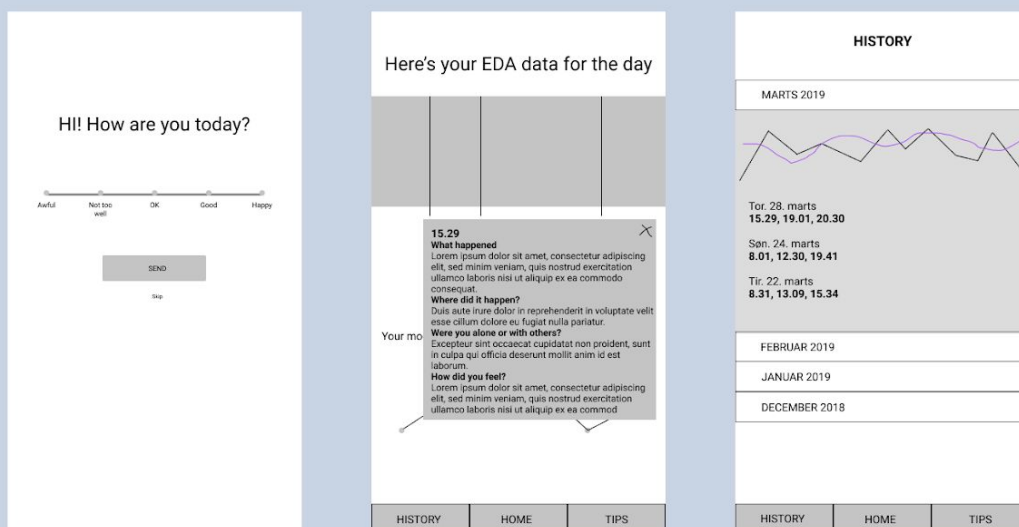 HI! How are you today?
Awful
Not too
well
OK
Good
Happy
SEND
Skip
Here's your EDA data for the day
15.29
What happened
Lorem ipsum dolor sit amet, consectetur adipiscing
elit, sed minim veniam, quis nostrud exercitation
ullamco laboris nisi ut aliquip ex ea commodo
consequat.
Where did it happen?
Duis aute irure dolor in reprehenderit in voluptate velit
esse cillum dolore eu fugiat nulla pariatur.
Were you alone or with others?
Excepteur sint occaecat cupidatat non proident, sunt
in culpa qui officia deserunt mollit anim id est
laborum.
How did you feel?
Lorem ipsum dolor sit amet, consectetur adipiscing
elit, sed minim veniam, quis nostrud exercitation
ullamco laboris nisi ut aliquip ex ea commod
Your mo
HISTORY
HOME
TIPS
HISTORY
MARTS 2019
Tor. 28. marts
15.29, 19.01, 20.30
Søn. 24. marts
8.01, 12.30, 19.41
Tir. 22. marts
8.31, 13.09, 15.34
FEBRUAR 2019
JANUAR 2019
DECEMBER 2018
HISTORY
HOME
TIPS